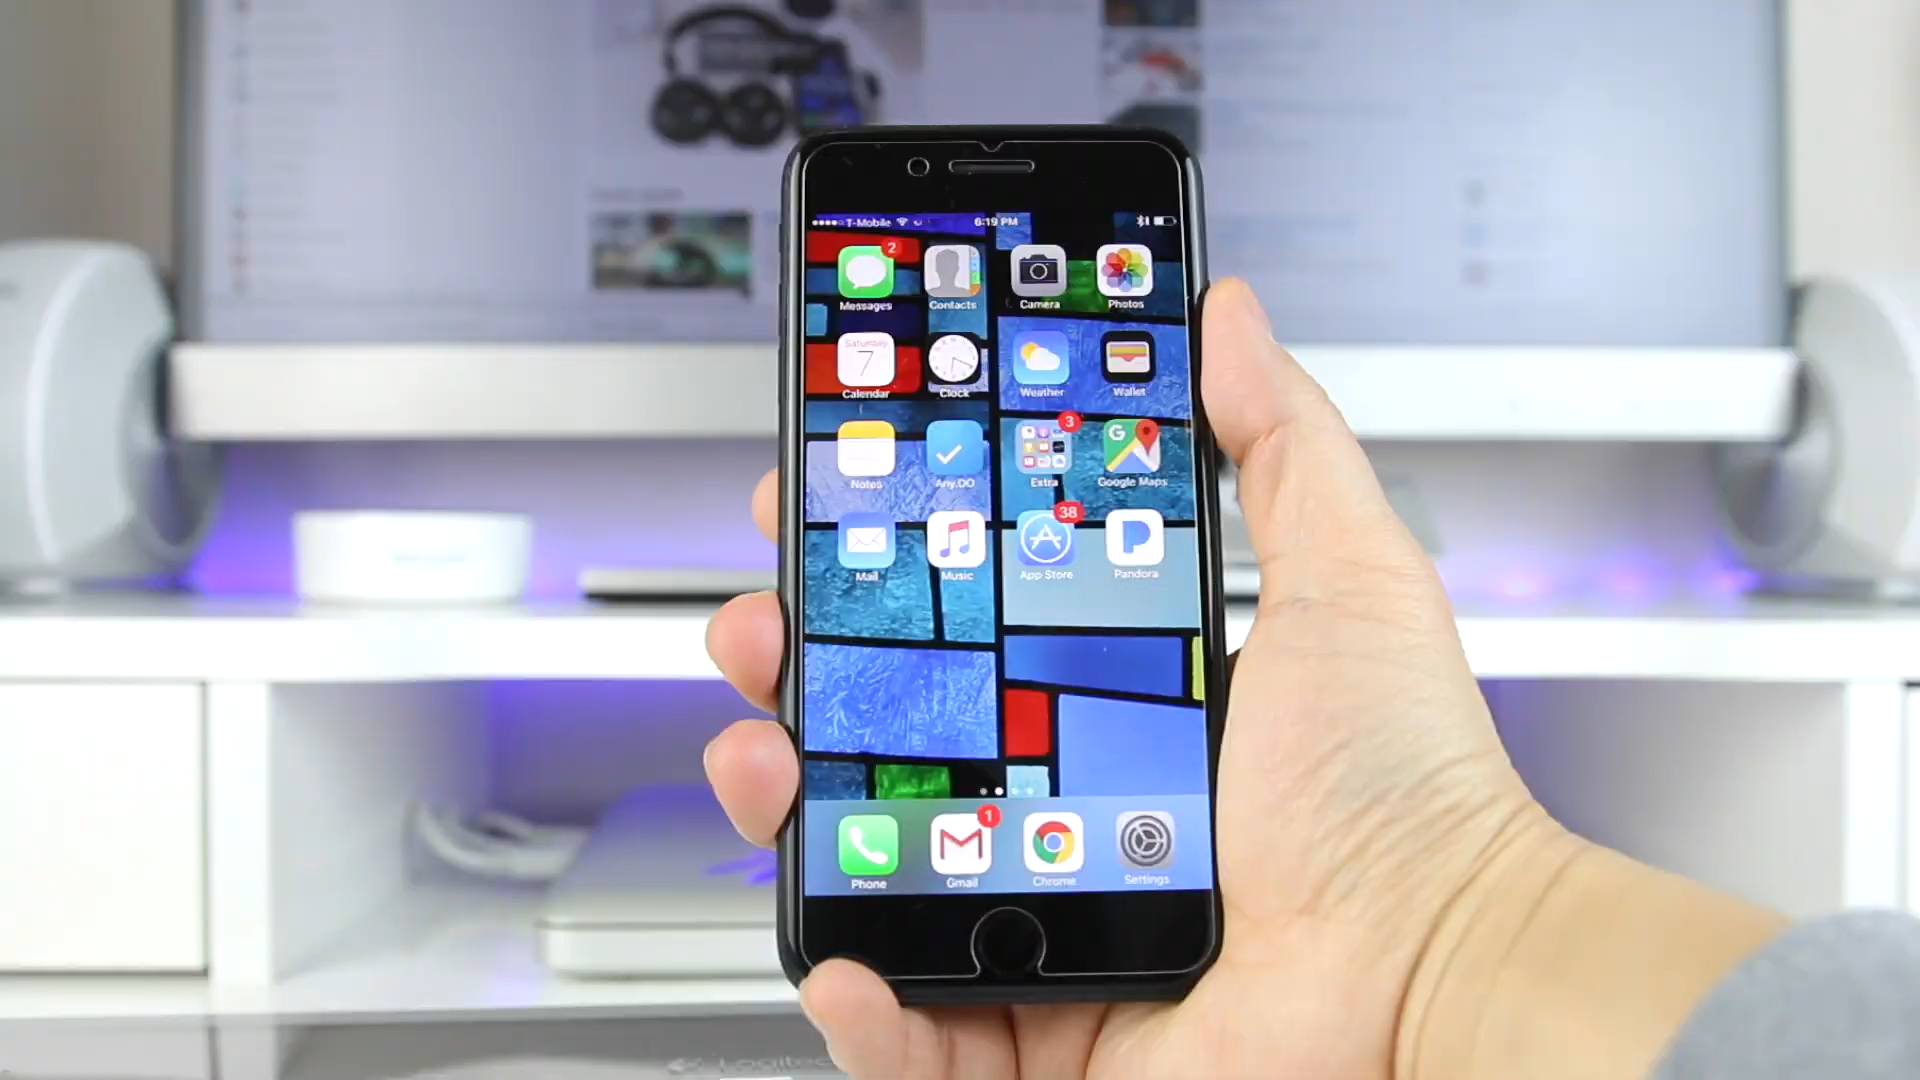 T-Mobile 6:19 PM
2
Messages Contacts Camera Photos
Saturday
7
Calendar Clock Weather Wallet
3
G
Notes Any.DO Extra Google Maps
38
Mail Music App Store Pandora
1
Phone Gmail Chrome Settings
Logitech